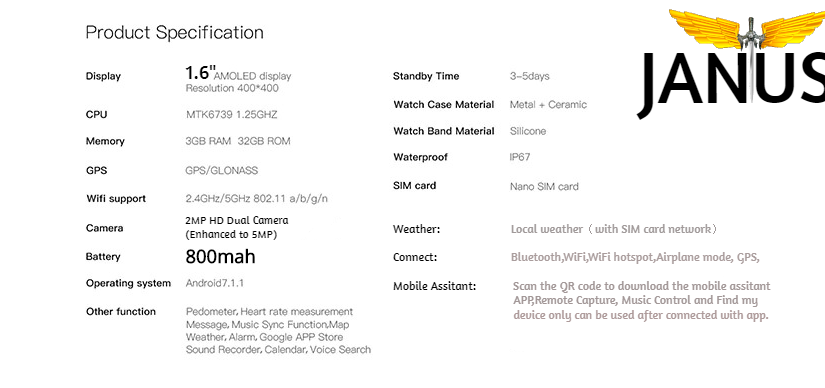 Product Specification
JANUS
Display 1.6"AMOLED display
Resolution 400*400
CPU MTK6739 1.25GHZ
Memory 3GB RAM 32GB ROM
GPS GPS/GLONASS
Wifi support 2.4GHz/5GHz 802.11 a/b/g/n
Camera 2MP HD Dual Camera
(Enhanced to 5MP)
Battery 800mah
Operating system Android7.1.1
Other function Pedometer, Heart rate measurement
Message, Music Sync Function,Map
Weather, Alarm, Google APP Store
Sound Recorder, Calendar, Voice Search
Standby Time 3-5days
Watch Case Material Metal + Ceramic
Watch Band Material Silicone
Waterproof IP67
SIM card Nano SIM card
Weather: Local weather ( with SIM card network )
Connect: Bluetooth,WiFi,WiFi hotspot,Airplane mode, GPS,
Mobile Assitant: Scan the QR code to download the mobile assitant
APP,Remote Capture, Music Control and Find my
device only can be used after connected with app.